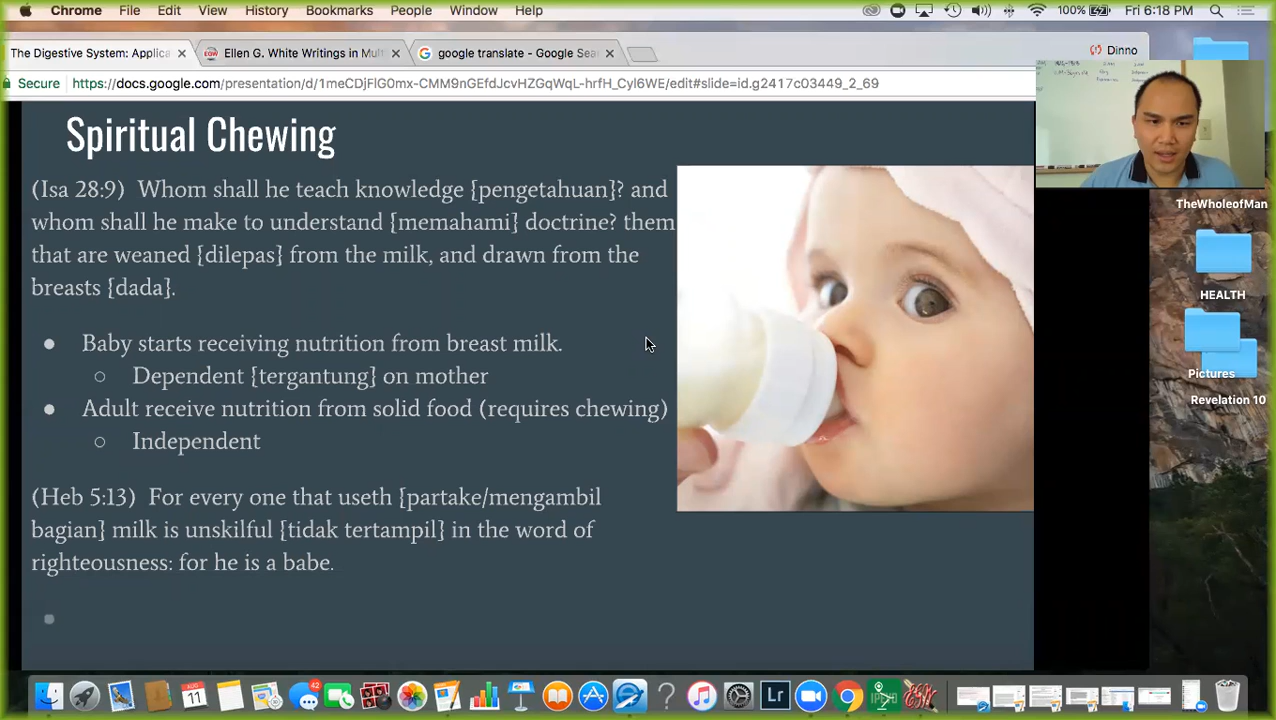 Chrome File Edit View History Bookmarks People Window Help 100% Fri 6:18 PM
The Digestive System: Applica × Ellen G. White Writings in Mult × google translate - Google Sea × Dinno
Secure https://docs.google.com/presentation/d/1meCDjFlG0Inx-CMM9nGEfdJcvHZGqWqL-hrfH_Cyl6WE/edit#slide=id.g2417c03449_2_69
Spiritual Chewing
(Isa 28:9) Whom shall he teach knowledge {pengetahuan}? and
whom shall he make to understand {memahami} doctrine? them
that are weaned {dilepas} from the milk, and drawn from the
breasts {dada}.
● Baby starts receiving nutrition from breast milk.
○ Dependent {tergantung} on mother
● Adult receive nutrition from solid food (requires chewing)
○ Independent
(Heb 5:13) For every one that useth {partake/mengambil
bagian} milk is unskilful {tidak tertampil} in the word of
righteousness: for he is a babe.
TheWholeofMan
HEALTH
Pictures
Revelation 10
AUG
11
42
Lr